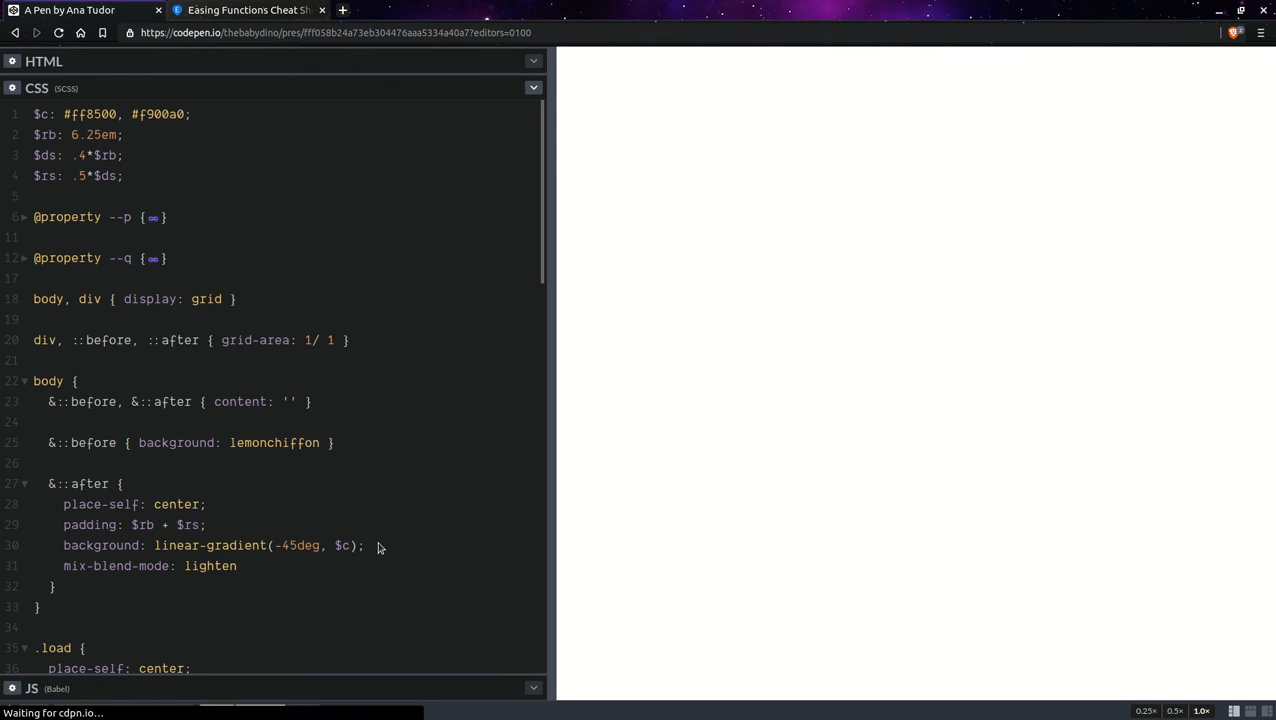 A Pen by Ana Tudor
Easing Functions Cheat Sh
https://codepen.io/thebabydino/pres/fff058b24a73eb304476aaa5334a40a7?editors=0100
2
HTML
CSS (SCSS)
1 $c: #ff8500, #f900a0;
2 $rb: 6.25em;
3 $ds: .4*$rb;
4 $rs: .5*$ds;
5
6 @property --p { }
11
12 @property --q { }
17
18 body, div { display: grid }
19
20 div, ::before, ::after { grid-area: 1/ 1 }
21
22 body {
23 &::before, &::after { content: '' }
24
25 &::before { background: lemonchiffon }
26
27 &::after {
28 place-self: center;
29 padding: $rb + $rs;
30 background: linear-gradient(-45deg, $c);
31 mix-blend-mode: lighten
32 }
33 }
34
35 .load {
36 place-self: center;
JS (Babel)
Waiting for cdpn.io...
0.25× 0.5× 1.0×